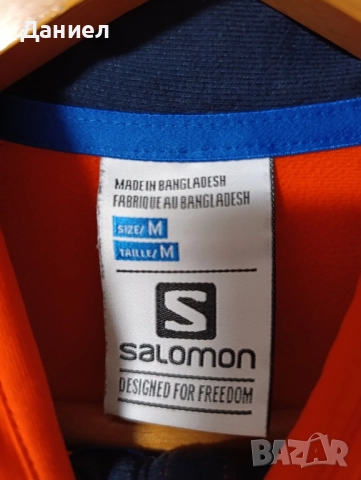 Даниел
MADE IN BANGLADESH
FABRIQUE AU BANGLADESH
SIZE/ M
TAILLE/ M
S
SALOMON
DESIGNED FOR FREEDOM
BAZAR